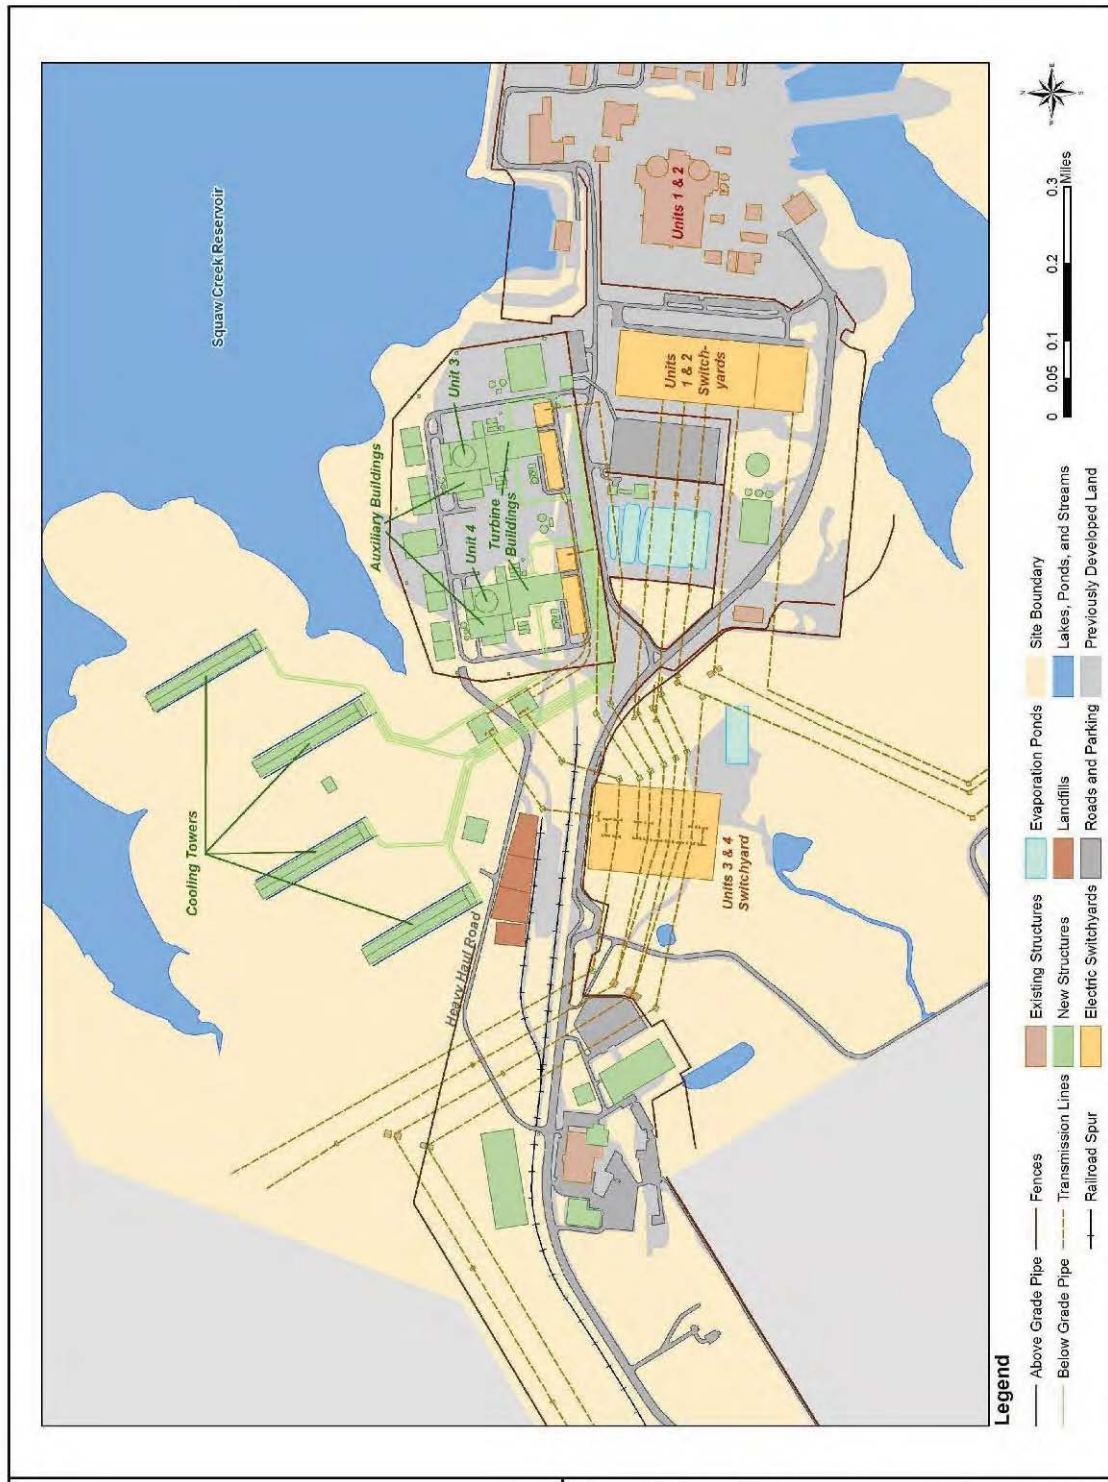 Squaw Creek Reservoir
Units 1 & 2
Units
1 & 2
Switch-
yards
Unit 3
Auxiliary Buildings
Unit 4
Turbine
Buildings
Cooling Towers
Heavy Haul Road
Units 3 & 4
Switchyard
N
E
S
W
0 0.05 0.1 0.2 0.3
Miles
Legend
Above Grade Pipe
Below Grade Pipe
Fences
Transmission Lines
Railroad Spur
Existing Structures
New Structures
Electric Switchyards
Evaporation Ponds
Landfills
Roads and Parking
Site Boundary
Lakes, Ponds, and Streams
Previously Developed Land